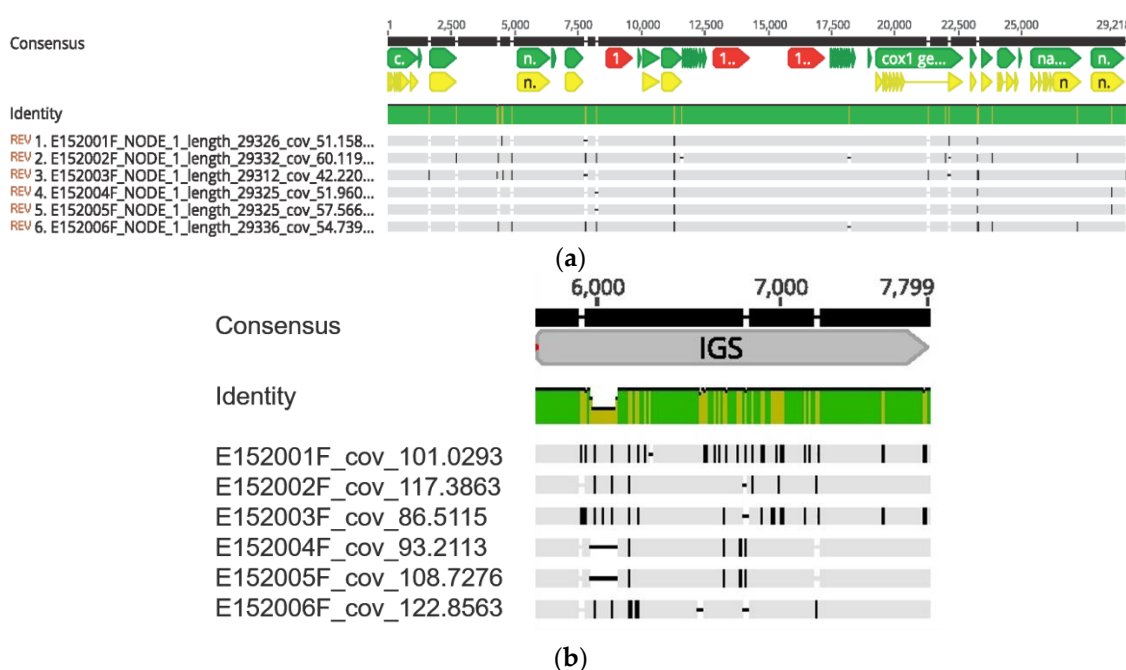 1 2,500 5,000 7,500 10,000 12,500 15,000 17,500 20,000 22,500 25,000 29,218
Consensus
c. n. 1 1.. 1.. cox1 ge... na... n.
n. n n.
Identity
REV 1. E152001F_NODE_1_length_29326_cov_51.158...
REV 2. E152002F_NODE_1_length_29332_cov_60.119...
REV 3. E152003F_NODE_1_length_29312_cov_42.220...
REV 4. E152004F_NODE_1_length_29325_cov_51.960...
REV 5. E152005F_NODE_1_length_29325_cov_57.566...
REV 6. E152006F_NODE_1_length_29336_cov_54.739...
(a)
6,000 7,000 7,799
Consensus
IGS
Identity
E152001F_cov_101.0293
E152002F_cov_117.3863
E152003F_cov_86.5115
E152004F_cov_93.2113
E152005F_cov_108.7276
E152006F_cov_122.8563
(b)